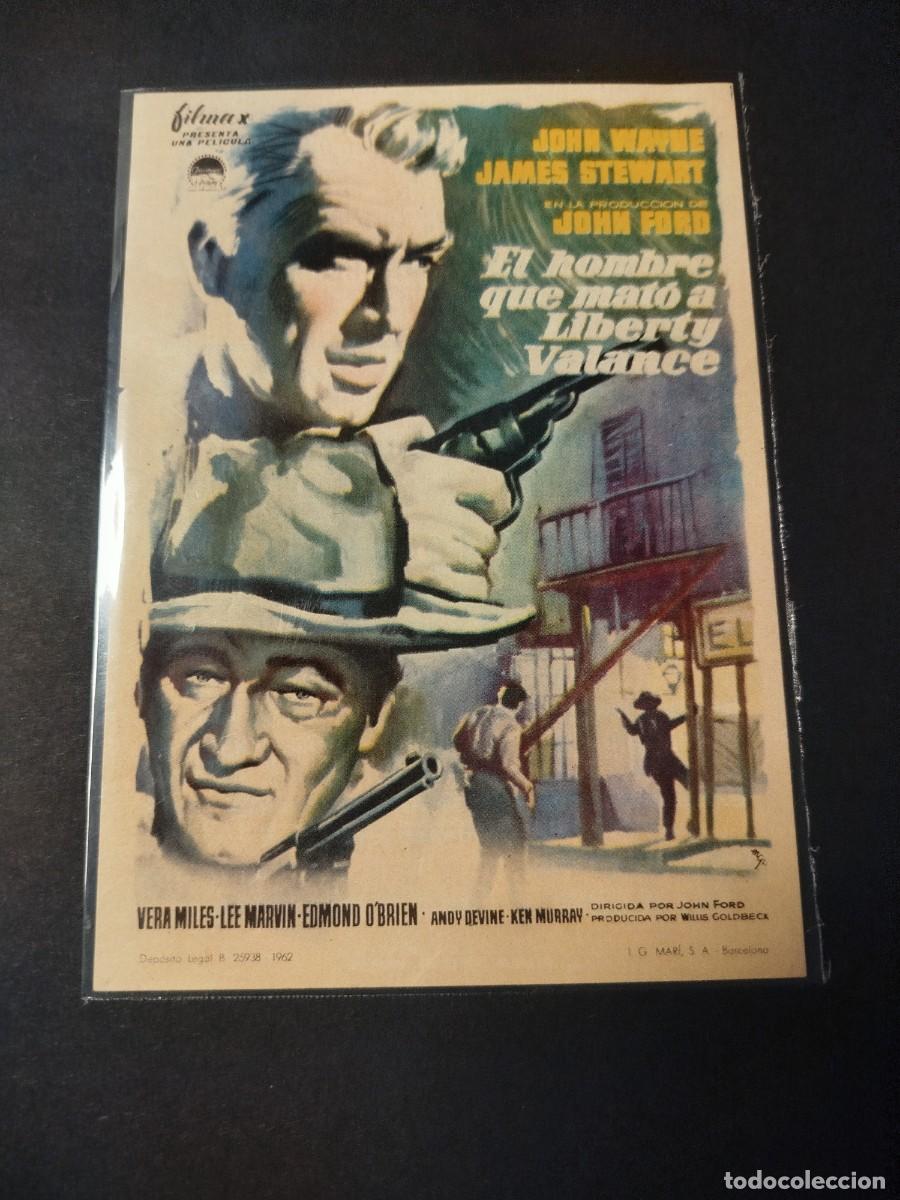 filmax
PRESENTA
UNA PELICULA
JOHN WAYNE
JAMES STEWART
EN LA PRODUCCION DE
JOHN FORD
El hombre
que mató a
Liberty
Valance
EL
VERA MILES · LEE MARVIN · EDMOND O'BRIEN · ANDY DEVINE · KEN MURRAY ·
DIRIGIDA POR JOHN FORD
PRODUCIDA POR WILLIS GOLDBECK
Depósito Legal B 25938 - 1962
I. G. MARÍ, S. A. - Barcelona
todocoleccion